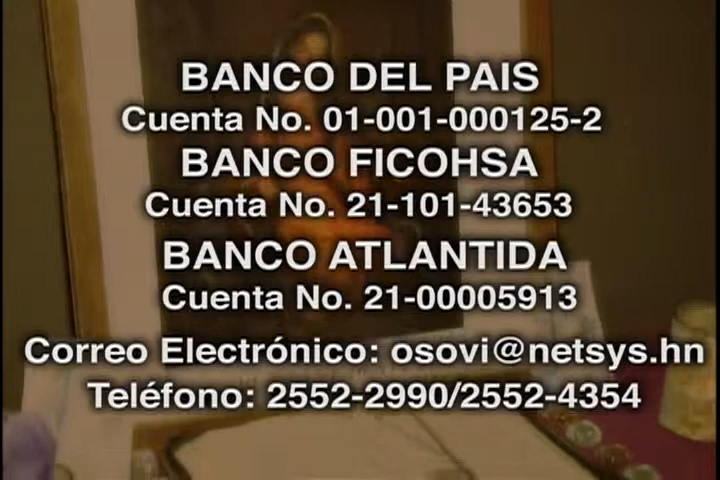 BANCO DEL PAIS
Cuenta No. 01-001-000125-2
BANCO FICOHSA
Cuenta No. 21-101-43653
BANCO ATLANTIDA
Cuenta No. 21-00005913
Correo Electrónico: osovi@netsys.hn
Teléfono: 2552-2990/2552-4354